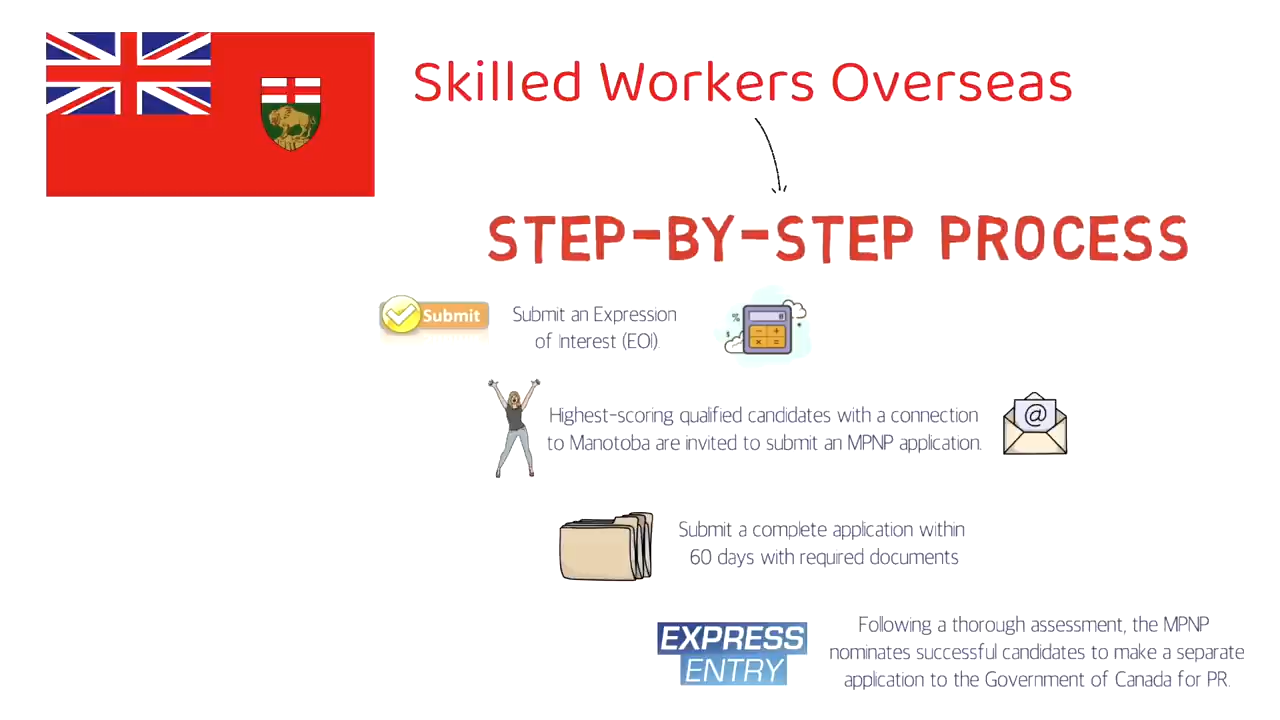 Skilled Workers Overseas
STEP-BY-STEP PROCESS
Submit
Submit an Expression
of Interest (EOI).
Highest-scoring qualified candidates with a connection
to Manotoba are invited to submit an MPNP application.
@
Submit a complete application within
60 days with required documents
EXPRESS
ENTRY
Following a thorough assessment, the MPNP
nominates successful candidates to make a separate
application to the Government of Canada for PR.